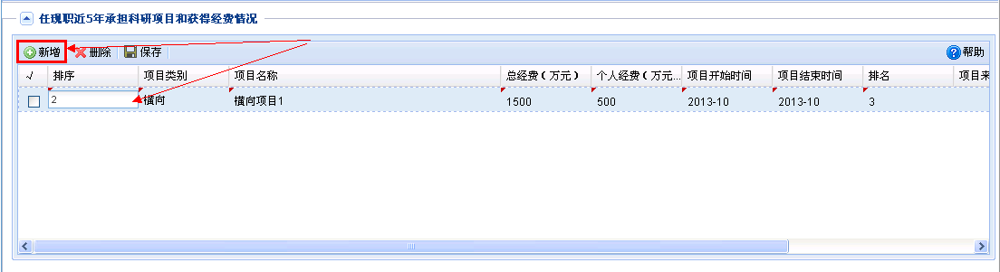 任现职近5年承担科研项目和获得经费情况
新增 删除 保存 帮助
√ 排序 项目类别 项目名称 总经费(万元) 个人经费(万元... 项目开始时间 项目结束时间 排名 项目来
2 横向 横向项目1 1500 500 2013-10 2013-10 3